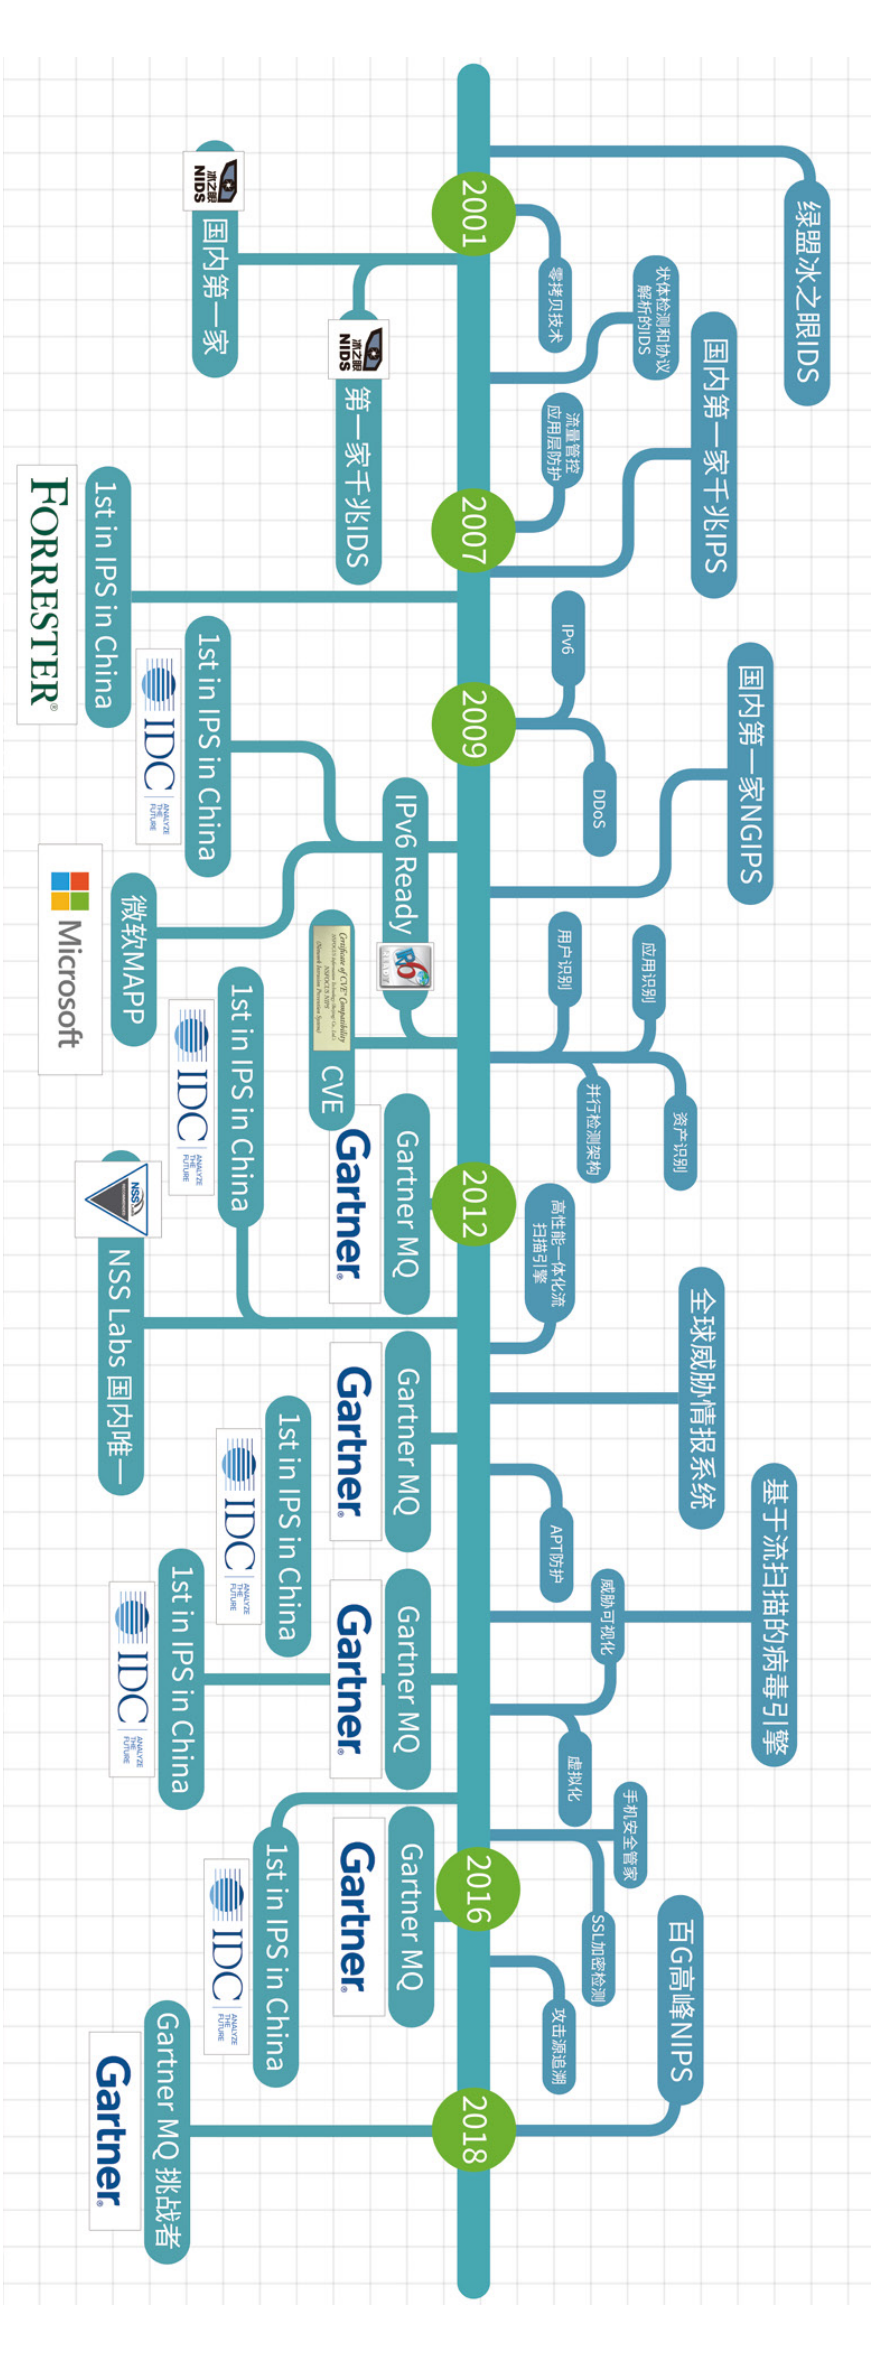 绿盟冰之眼IDS
2001
零拷贝技术
冰之眼
NIDS
国内第一家
冰之眼
NIDS
第一家千兆IDS
状体检测和协议
解析的IDS
国内第一家千兆IPS
流量管控
应用层防护
2007
1st in IPS in China
FORRESTER®
国内第一家NGIPS
IPv6
2009
DDoS
1st in IPS in China
IDC
ANALYZE
THE
FUTURE
IPv6 Ready
微软MAPP
Microsoft
Certificate of CVE™ Compatibility
CVE
应用识别
用户识别
资产识别
并行检测架构
1st in IPS in China
IDC
ANALYZE
THE
FUTURE
Gartner MQ
Gartner®
2012
NSS
NSS Labs 国内唯一
高性能一体化流
扫描引擎
全球威胁情报系统
Gartner MQ
Gartner®
1st in IPS in China
IDC
ANALYZE
THE
FUTURE
APT防护
基于流扫描的病毒引擎
威胁可视化
虚拟化
Gartner MQ
Gartner®
1st in IPS in China
IDC
ANALYZE
THE
FUTURE
手机安全管家
SSL加密检测
2016
Gartner MQ
Gartner®
1st in IPS in China
IDC
ANALYZE
THE
FUTURE
百G高峰NIPS
攻击源追溯
2018
Gartner MQ 挑战者
Gartner®